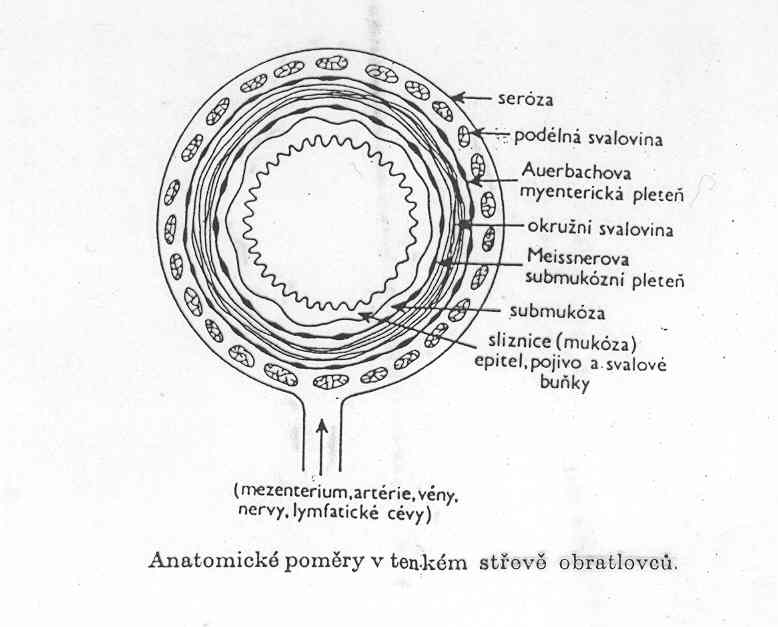 seróza
podélná svalovina
Auerbachova
myenterická pleteň
okružní svalovina
Meissnerova
submukózní pleteň
submukóza
sliznice (mukóza)
epitel, pojivo a svalové
buňky
(mezenterium, artérie, vény,
nervy, lymfatické cévy)
Anatomické poměry v tenkém střevě obratlovců.